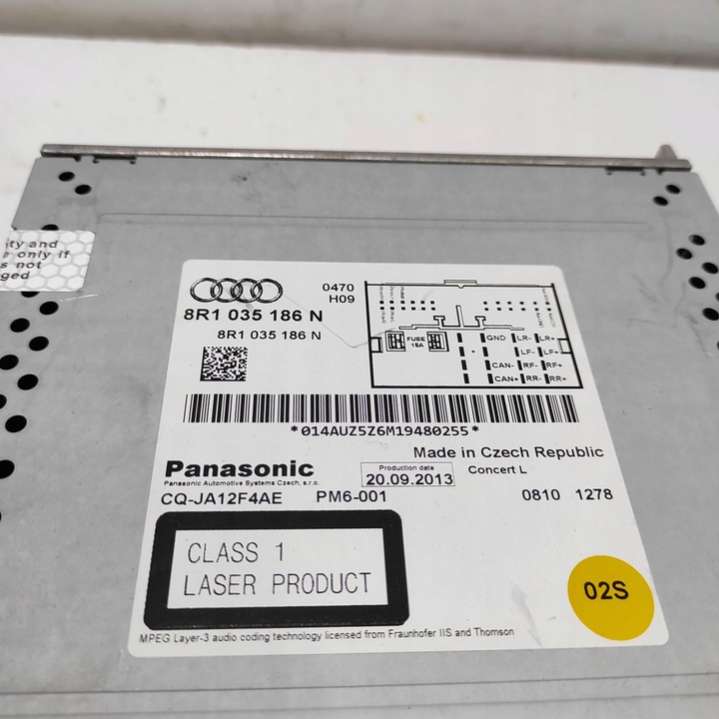 ty and
only if
s not
ged
0470
H09
8R1 035 186 N
8R1 035 186 N
FUSE
15A
GND LR- LR+
LF- LF+
CAN- RF- RF+
CAN+ RR- RR+
*014AUZ5Z6M19480255*
Made in Czech Republic
Panasonic
Panasonic Automotive Systems Czech, s.r.o.
Production date
20.09.2013
Concert L
CQ-JA12F4AE PM6-001
0810 1278
CLASS 1
LASER PRODUCT
02S
MPEG Layer-3 audio coding technology licensed from Fraunhofer IIS and Thomson